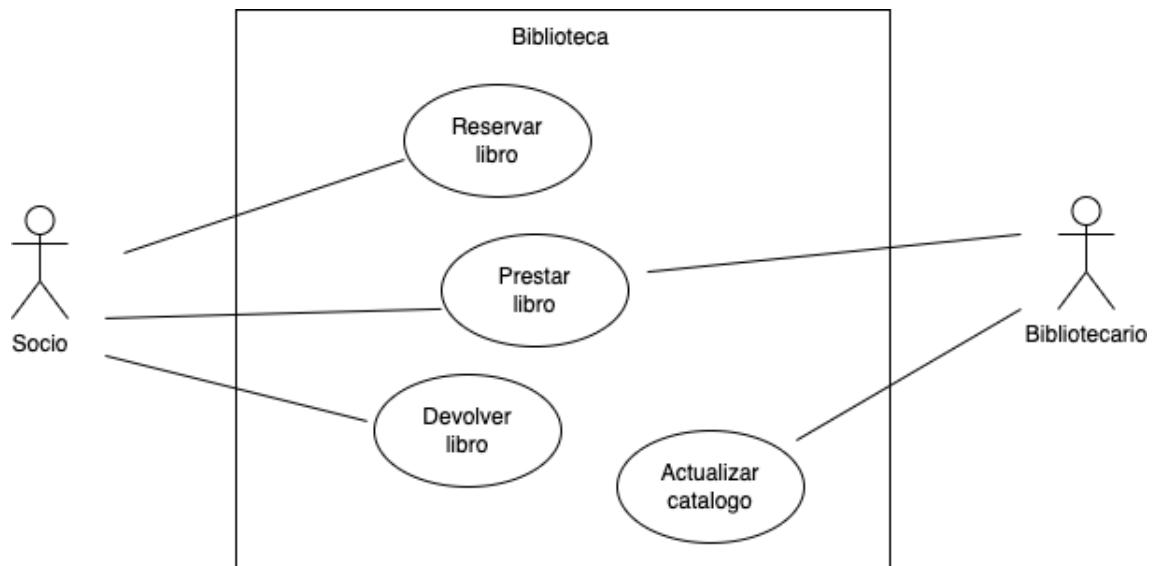 Biblioteca
Reservar
libro
Prestar
libro
Socio
Bibliotecario
Devolver
libro
Actualizar
catalogo